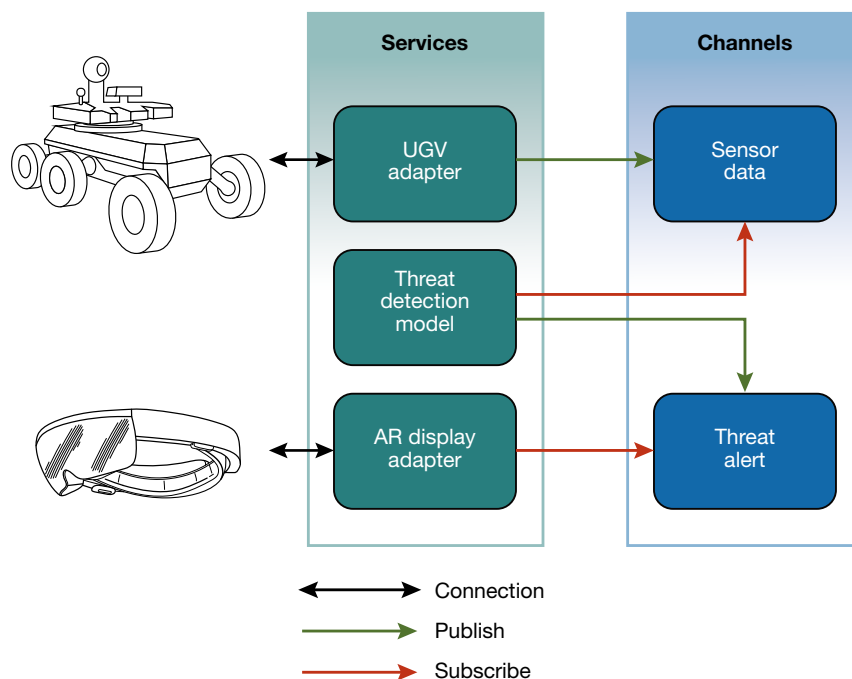 Services
Channels
UGV
adapter
Sensor
data
Threat
detection
model
AR display
adapter
Threat
alert
Connection
Publish
Subscribe